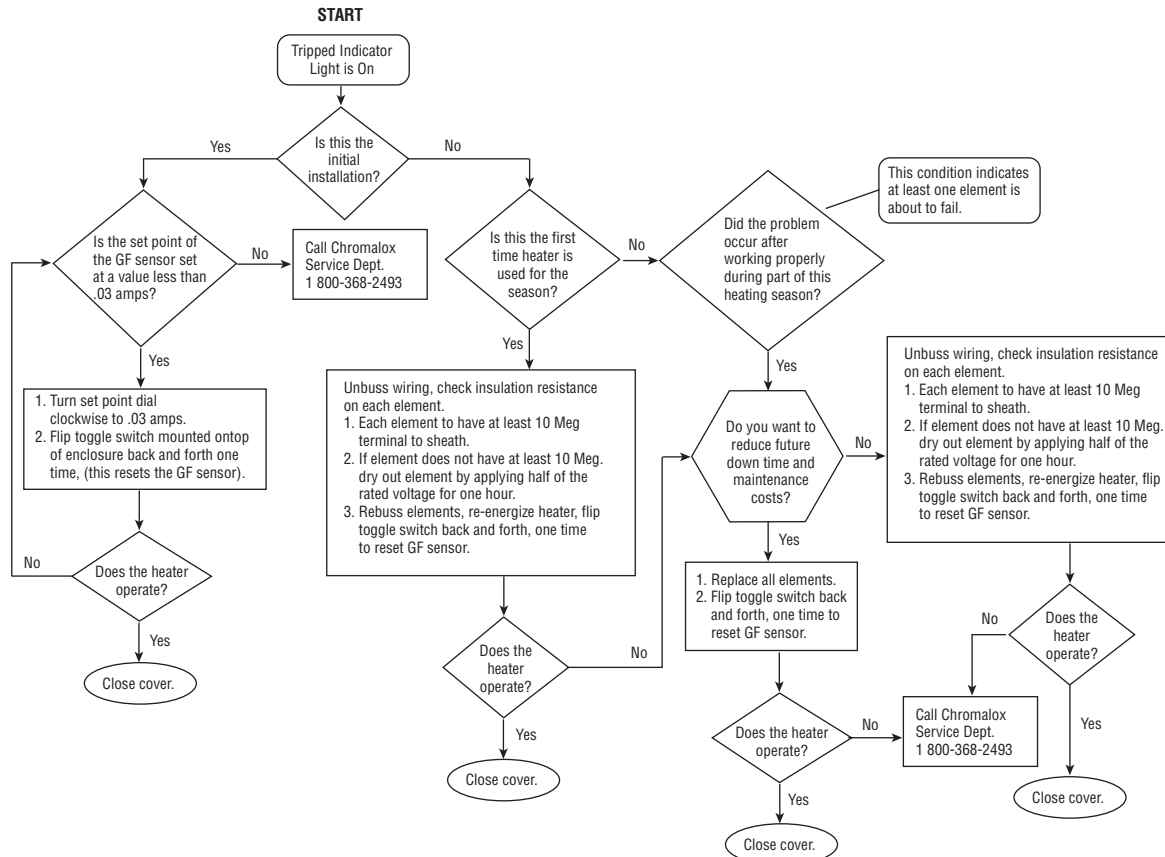 START
Tripped Indicator
Light is On
Is this the
initial
installation?
Yes
No
Is the set point of
the GF sensor set
at a value less than
.03 amps?
No
Call Chromalox
Service Dept.
1 800-368-2493
Yes
1. Turn set point dial
clockwise to .03 amps.
2. Flip toggle switch mounted ontop
of enclosure back and forth one
time, (this resets the GF sensor).
Does the heater
operate?
No
Yes
Close cover.
Is this the first
time heater is
used for the
season?
No
Yes
Unbuss wiring, check insulation resistance
on each element.
1. Each element to have at least 10 Meg
terminal to sheath.
2. If element does not have at least 10 Meg.
dry out element by applying half of the
rated voltage for one hour.
3. Rebuss elements, re-energize heater, flip
toggle switch back and forth, one time
to reset GF sensor.
Does the
heater
operate?
No
Yes
Close cover.
Did the problem
occur after
working properly
during part of this
heating season?
This condition indicates
at least one element is
about to fail.
Yes
Do you want to
reduce future
down time and
maintenance
costs?
No
Yes
1. Replace all elements.
2. Flip toggle switch back
and forth, one time to
reset GF sensor.
Does the heater
operate?
No
Yes
Close cover.
Call Chromalox
Service Dept.
1 800-368-2493
Unbuss wiring, check insulation resistance
on each element.
1. Each element to have at least 10 Meg
terminal to sheath.
2. If element does not have at least 10 Meg.
dry out element by applying half of the
rated voltage for one hour.
3. Rebuss elements, re-energize heater, flip
toggle switch back and forth, one time
to reset GF sensor.
Does the
heater
operate?
No
Yes
Close cover.